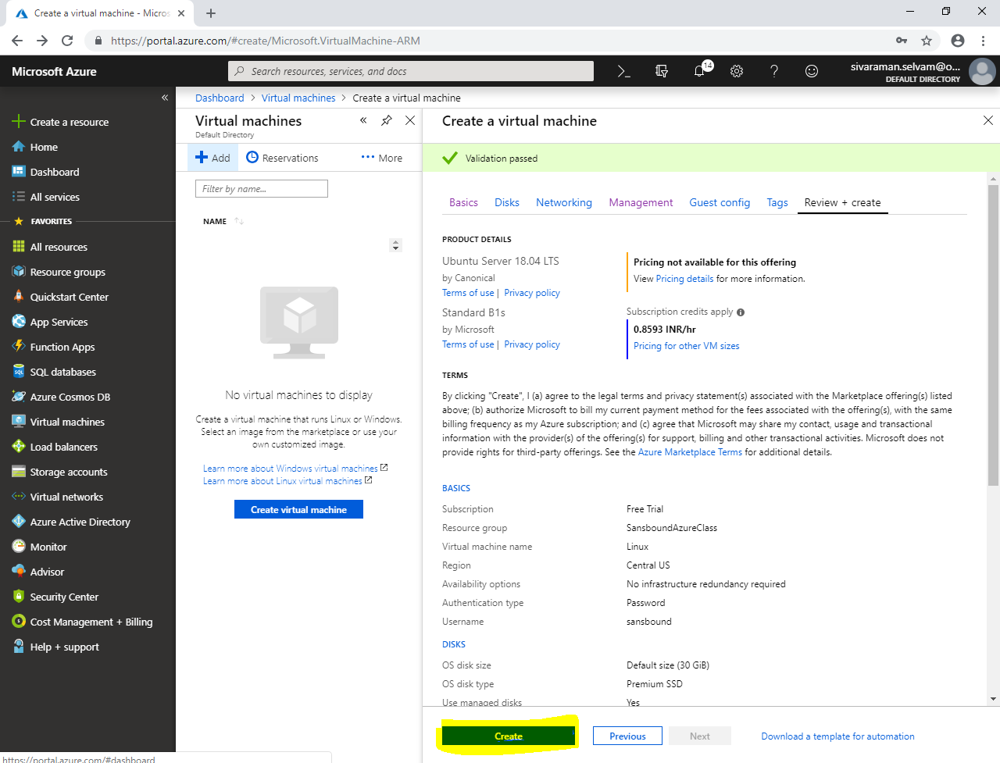 Create a virtual machine - Micros
https://portal.azure.com/#create/Microsoft.VirtualMachine-ARM
Microsoft Azure
Search resources, services, and docs
14
sivaraman.selvam@o...
DEFAULT DIRECTORY
Dashboard > Virtual machines > Create a virtual machine
Create a resource
Home
Dashboard
All services
FAVORITES
All resources
Resource groups
Quickstart Center
App Services
Function Apps
SQL databases
Azure Cosmos DB
Virtual machines
Load balancers
Storage accounts
Virtual networks
Azure Active Directory
Monitor
Advisor
Security Center
Cost Management + Billing
Help + support
https://portal.azure.com/#dashboard
Virtual machines
Default Directory
Add
Reservations
More
Filter by name...
NAME
No virtual machines to display
Create a virtual machine that runs Linux or Windows.
Select an image from the marketplace or use your
own customized image.
Learn more about Windows virtual machines
Learn more about Linux virtual machines
Create virtual machine
Create a virtual machine
Validation passed
Basics Disks Networking Management Guest config Tags Review + create
PRODUCT DETAILS
Ubuntu Server 18.04 LTS
by Canonical
Terms of use | Privacy policy
Pricing not available for this offering
View Pricing details for more information.
Standard B1s
by Microsoft
Terms of use | Privacy policy
Subscription credits apply
0.8593 INR/hr
Pricing for other VM sizes
TERMS
By clicking "Create", I (a) agree to the legal terms and privacy statement(s) associated with the Marketplace offering(s) listed
above; (b) authorize Microsoft to bill my current payment method for the fees associated with the offering(s), with the same
billing frequency as my Azure subscription; and (c) agree that Microsoft may share my contact, usage and transactional
information with the provider(s) of the offering(s) for support, billing and other transactional activities. Microsoft does not
provide rights for third-party offerings. See the Azure Marketplace Terms for additional details.
BASICS
Subscription Free Trial
Resource group SansboundAzureClass
Virtual machine name Linux
Region Central US
Availability options No infrastructure redundancy required
Authentication type Password
Username sansbound
DISKS
OS disk size Default size (30 GiB)
OS disk type Premium SSD
Use managed disks Yes
Create
Previous
Next
Download a template for automation